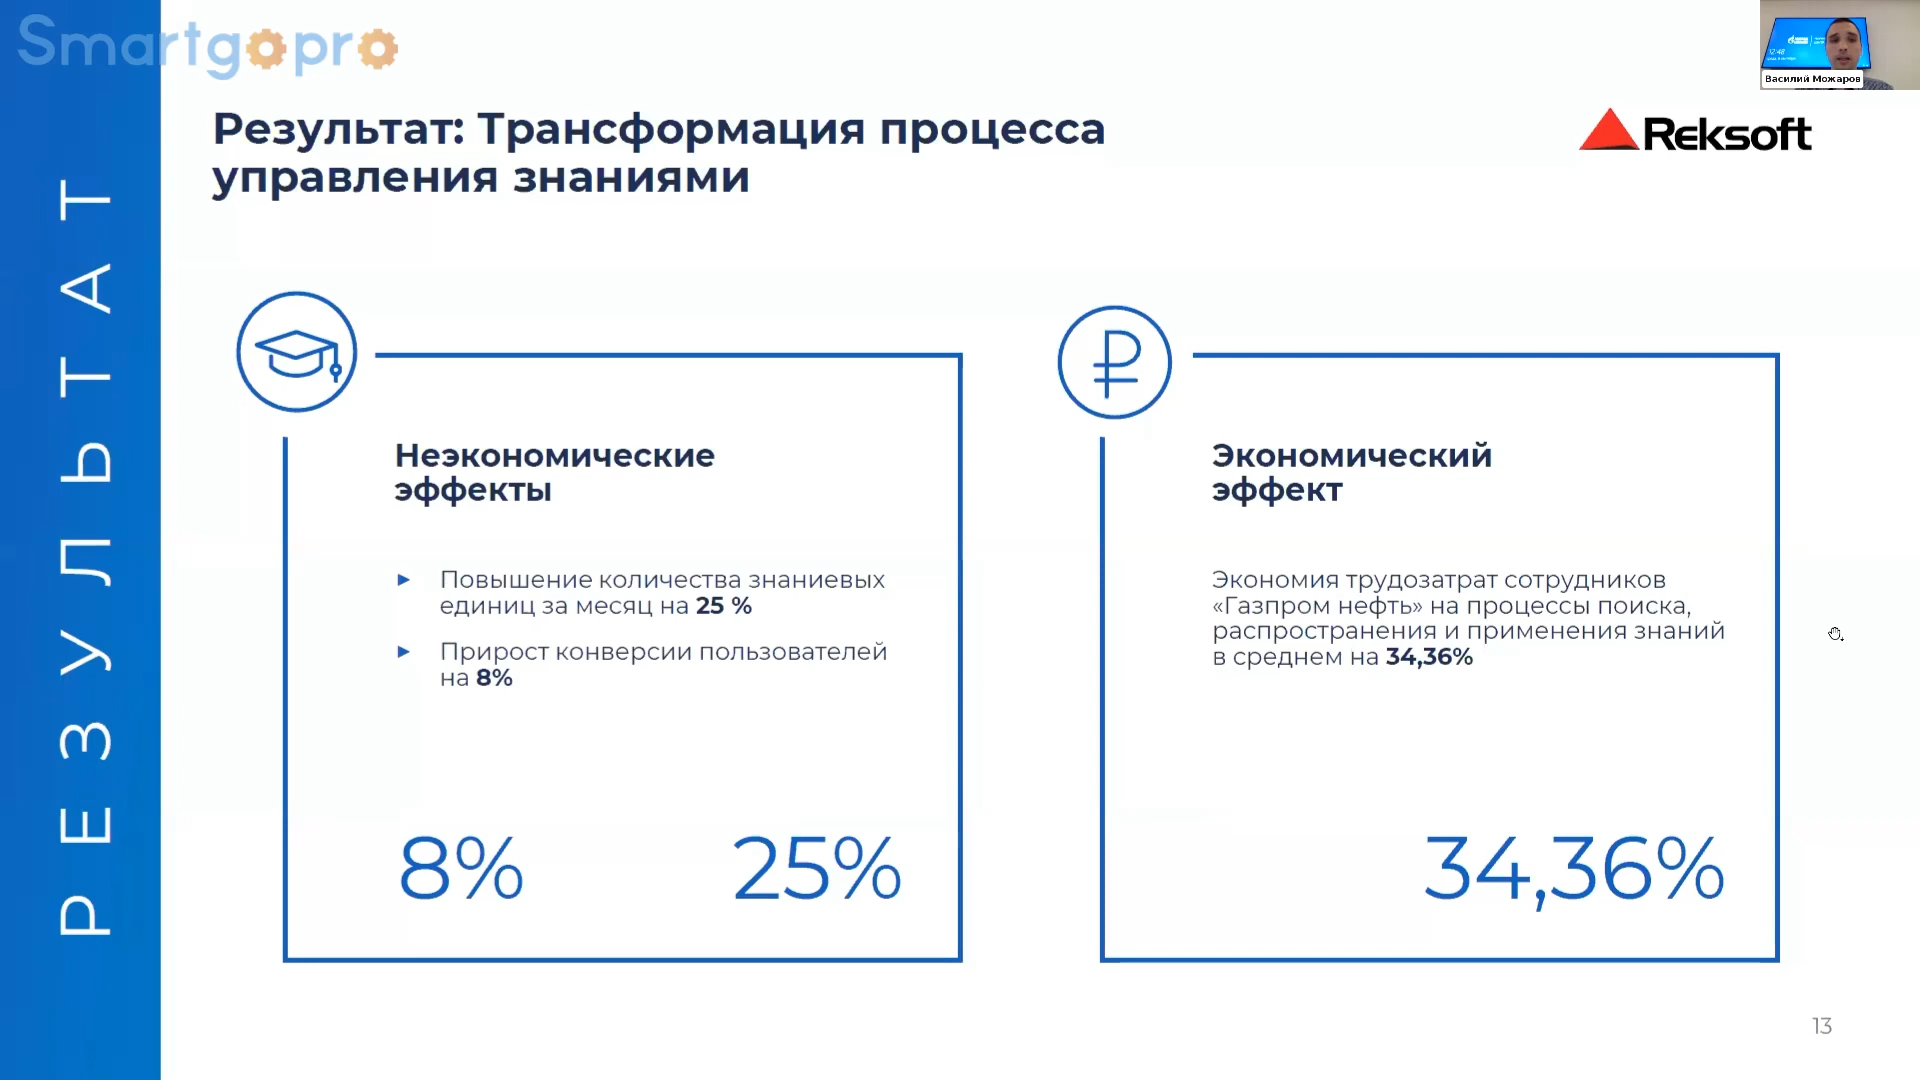 Smartgopro
Василий Можаров
Результат: Трансформация процесса
управления знаниями
Reksoft
РЕЗУЛЬТАТ
Неэкономические
эффекты
► Повышение количества знаниевых
единиц за месяц на 25 %
► Прирост конверсии пользователей
на 8%
8% 25%
Экономический
эффект
Экономия трудозатрат сотрудников
«Газпром нефть» на процессы поиска,
распространения и применения знаний
в среднем на 34,36%
34,36%
13